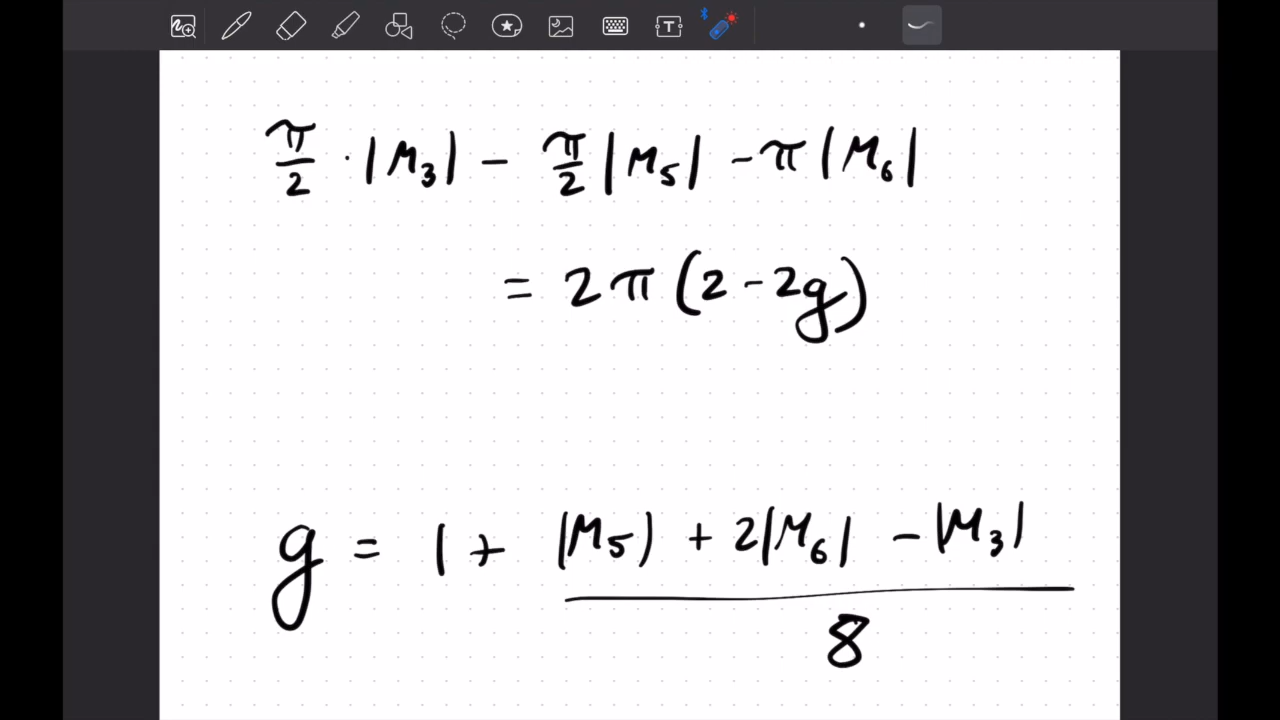 π/2 · |M₃| - π/2 |M₅| - π |M₆|
= 2π (2 - 2g)
g = 1 + (|M₅| + 2|M₆| - |M₃|)/8